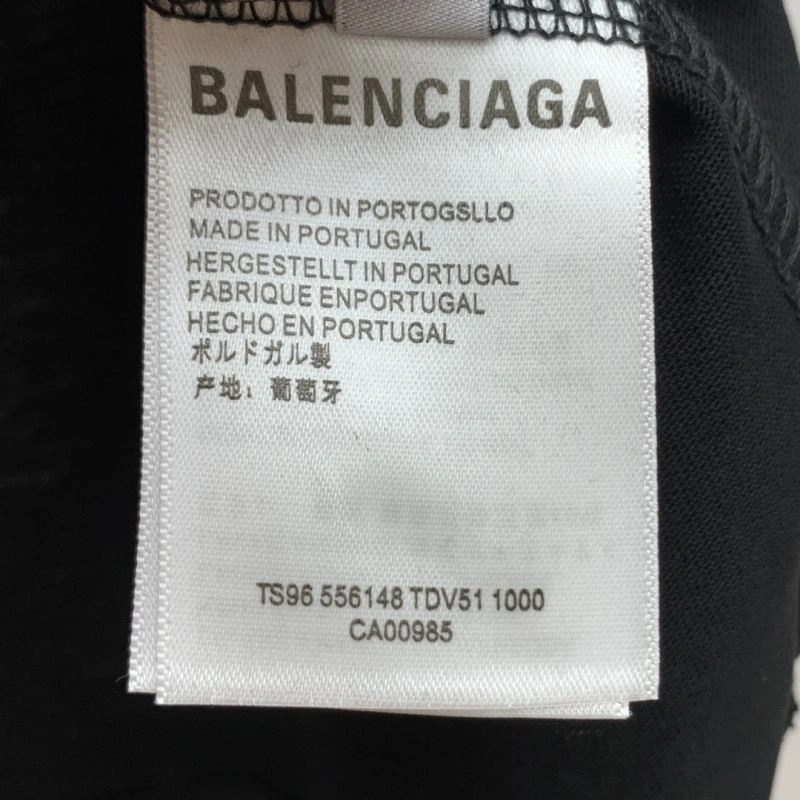 BALENCIAGA
PRODOTTO IN PORTOGSLLO
MADE IN PORTUGAL
HERGESTELLT IN PORTUGAL
FABRIQUE ENPORTUGAL
HECHO EN PORTUGAL
ポルドガル製
产地：葡萄牙
TS96 556148 TDV51 1000
CA00985